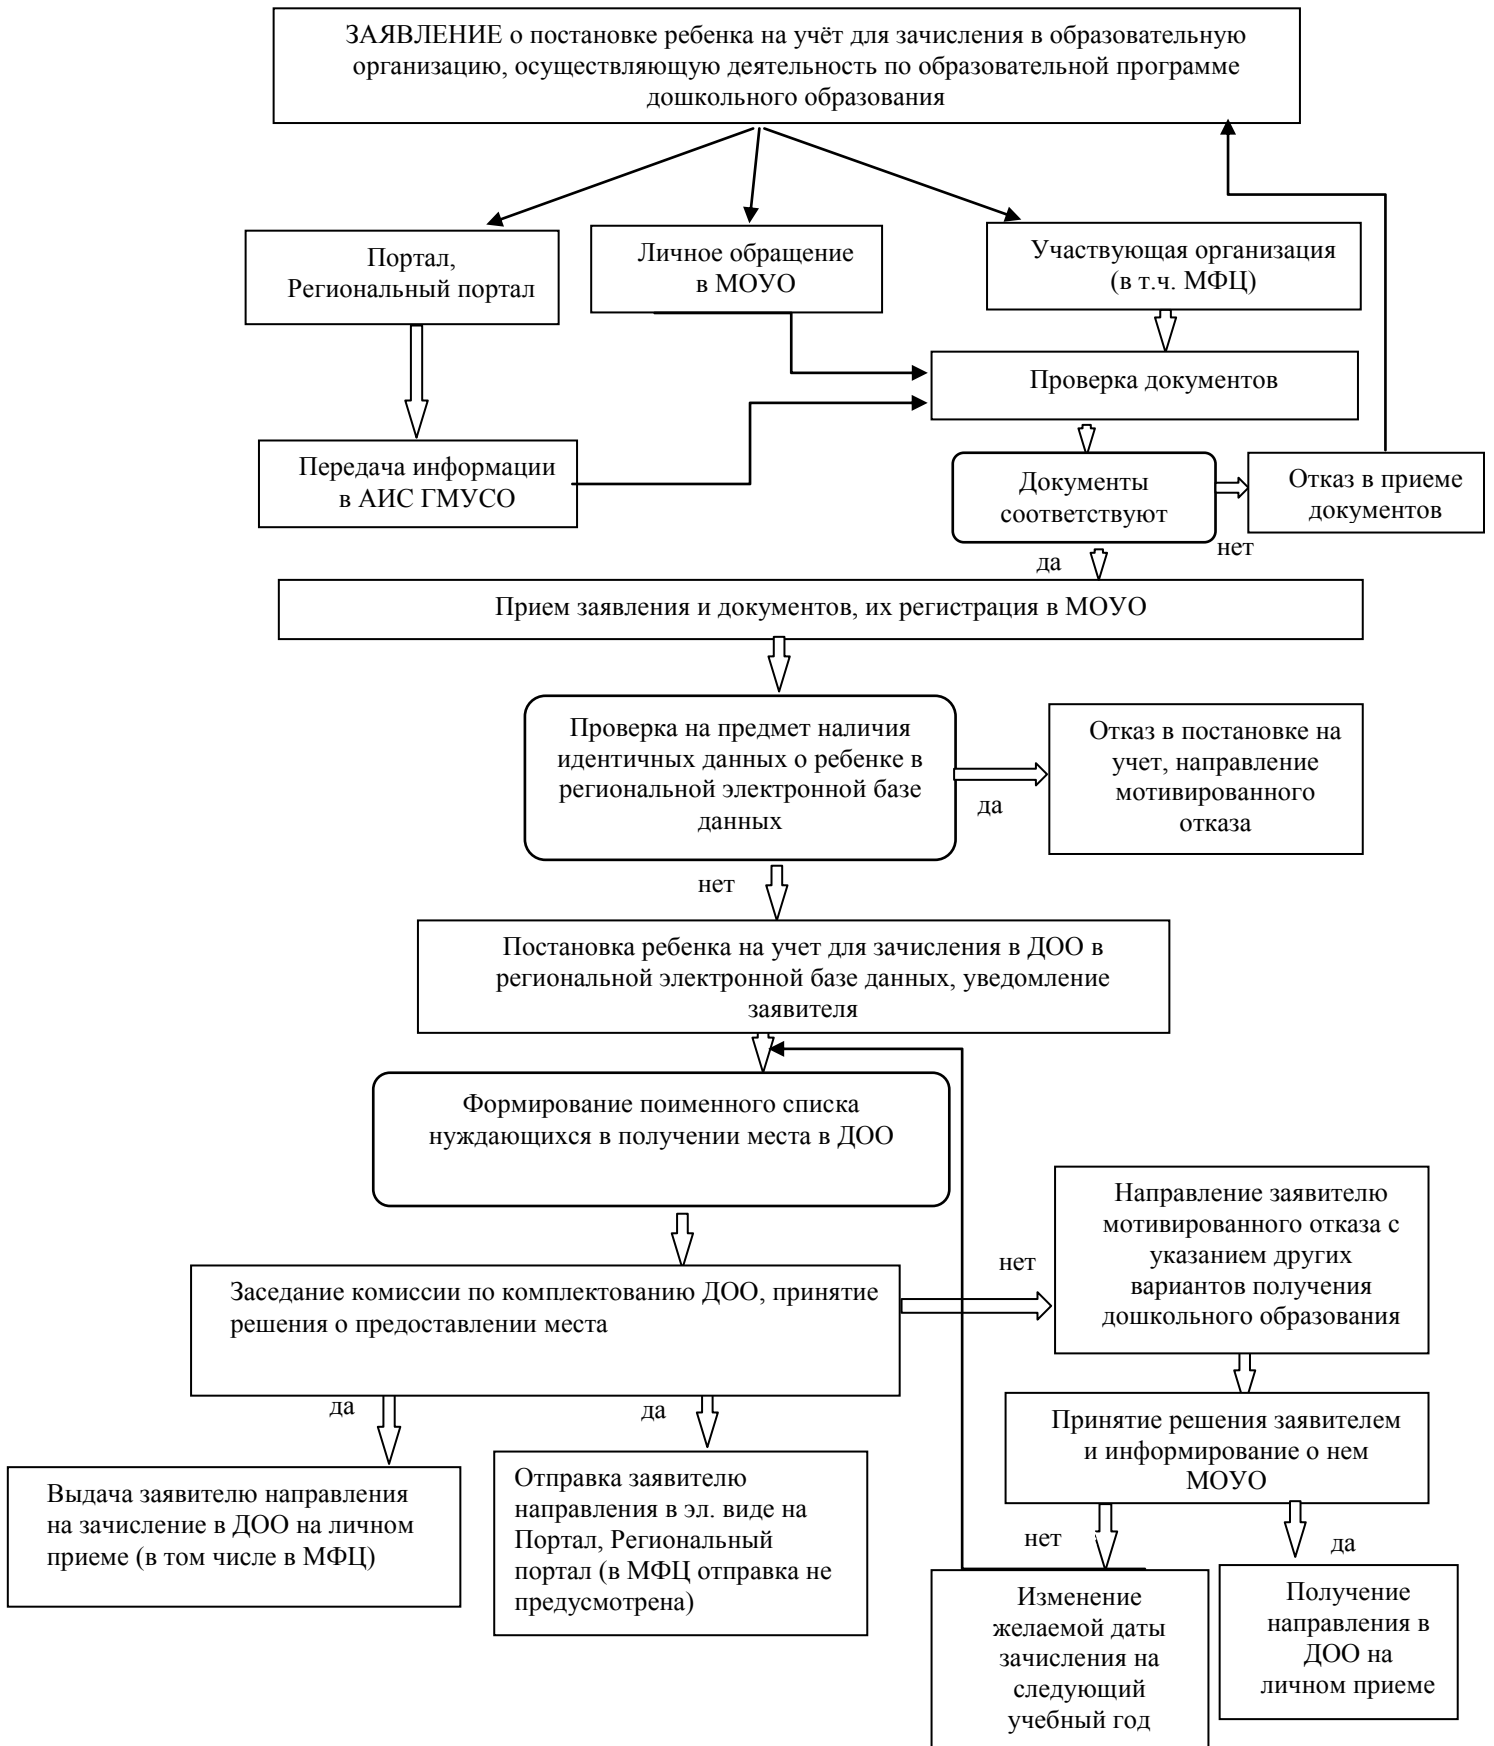 ЗАЯВЛЕНИЕ о постановке ребенка на учёт для зачисления в образовательную
организацию, осуществляющую деятельность по образовательной программе
дошкольного образования
Портал,
Региональный портал
Личное обращение
в МОУО
Участвующая организация
(в т.ч. МФЦ)
Проверка документов
Передача информации
в АИС ГМУСО
Документы
соответствуют
Отказ в приеме
документов
да
нет
Прием заявления и документов, их регистрация в МОУО
Проверка на предмет наличия
идентичных данных о ребенке в
региональной электронной базе
данных
да
Отказ в постановке на
учет, направление
мотивированного
отказа
нет
Постановка ребенка на учет для зачисления в ДОО в
региональной электронной базе данных, уведомление
заявителя
Формирование поименного списка
нуждающихся в получении места в ДОО
Заседание комиссии по комплектованию ДОО, принятие
решения о предоставлении места
нет
Направление заявителю
мотивированного отказа с
указанием других
вариантов получения
дошкольного образования
да
да
Принятие решения заявителем
и информирование о нем
МОУО
Выдача заявителю направления
на зачисление в ДОО на личном
приеме (в том числе в МФЦ)
Отправка заявителю
направления в эл. виде на
Портал, Региональный
портал (в МФЦ отправка не
предусмотрена)
нет
да
Изменение
желаемой даты
зачисления на
следующий
учебный год
Получение
направления в
ДОО на
личном приеме